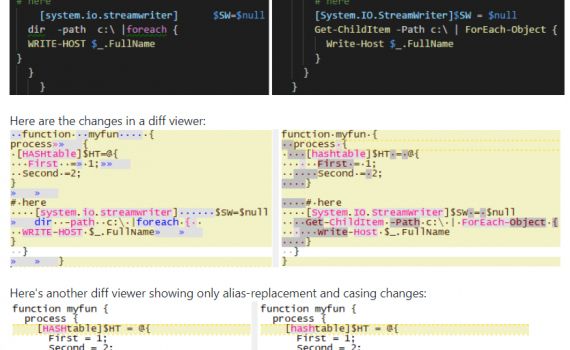 # here
[system.io.streamwriter] $SW=$null
dir -path c:\ |foreach {
WRITE-HOST $_.FullName
}
}
}
# here
[System.IO.StreamWriter]$SW = $null
Get-ChildItem -Path c:\ | ForEach-Object {
Write-Host $_.FullName
}
}
}
Here are the changes in a diff viewer:
··function···myfun·····{
process»» {
·[HASHtable]$HT=@{
····First··=»·1;»»
··Second·=2;
}
» »
#·here
····[system.io.streamwriter]······$SW=$null
» dir··-path··c:\·|foreach·{··
··WRITE-HOST·$_.FullName» »
}
··}
» » }
function·myfun·{
··process·{
····[hashtable]$HT·=·@{
······First·=·1;
······Second·=·2;
····}
····#·here
····[System.IO.StreamWriter]$SW·=·$null
····Get-ChildItem·-Path·c:\·|·ForEach-Object·{
······Write-Host·$_.FullName
····}
··}
}
Here's another diff viewer showing only alias-replacement and casing changes:
function myfun {
process {
[HASHtable]$HT = @{
First = 1;
Second = 2;
function myfun {
process {
[hashtable]$HT = @{
First = 1;
Second = 2;